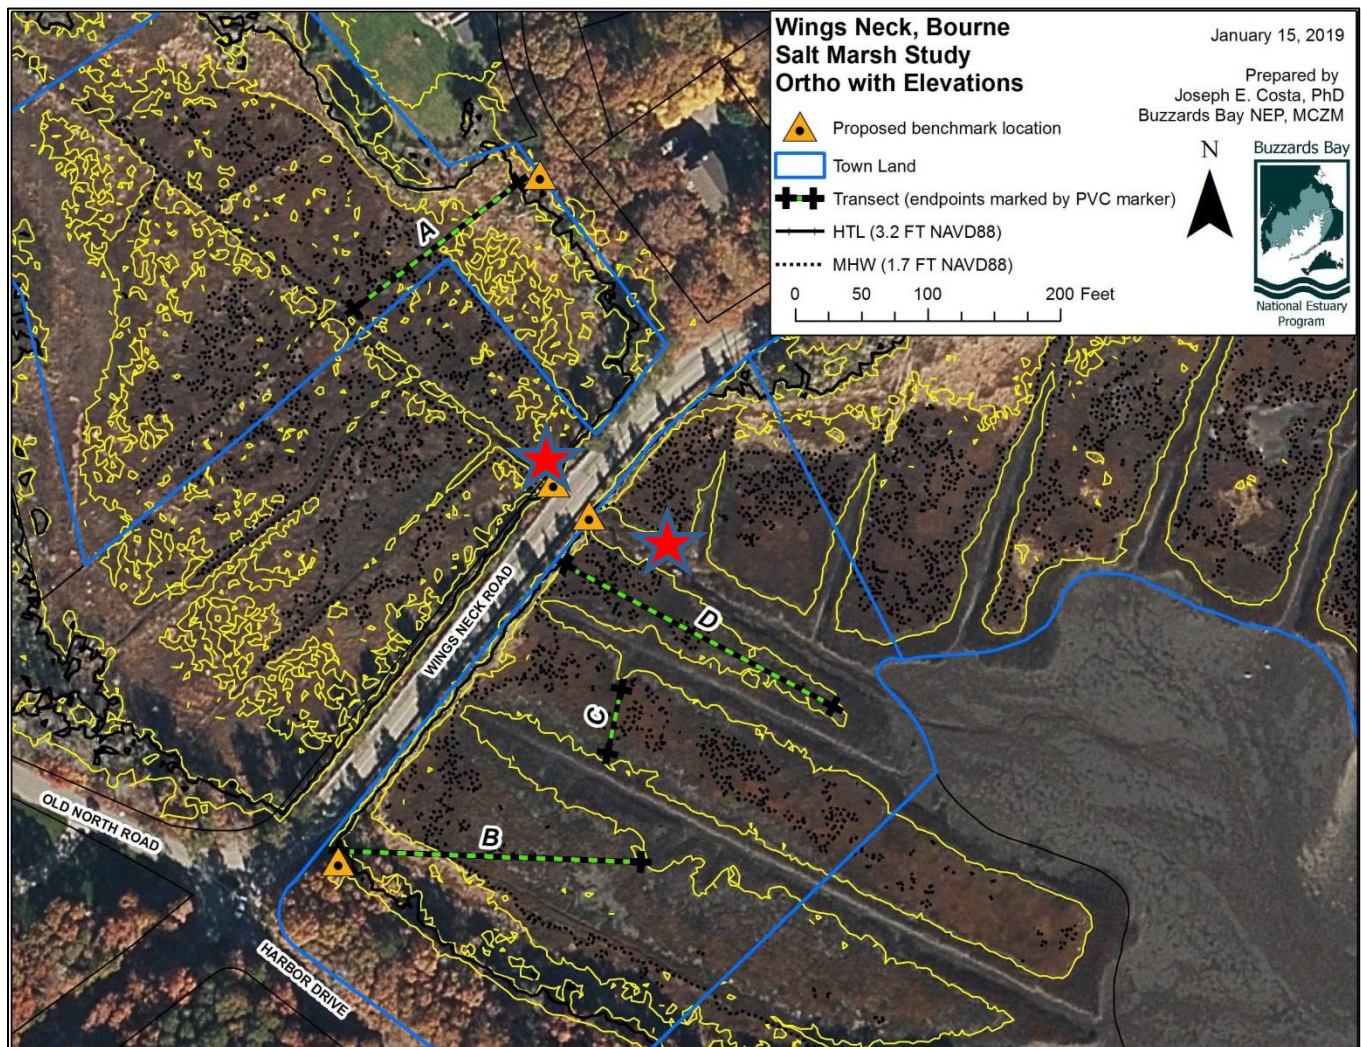 Wings Neck, Bourne
Salt Marsh Study
Ortho with Elevations
January 15, 2019
Prepared by
Joseph E. Costa, PhD
Buzzards Bay NEP, MCZM
Proposed benchmark location
Town Land
Transect (endpoints marked by PVC marker)
HTL (3.2 FT NAVD88)
MHW (1.7 FT NAVD88)
0 50 100 200 Feet
N
Buzzards Bay
National Estuary
Program
A
WINGS NECK ROAD
D
C
B
OLD NORTH ROAD
HARBOR DRIVE